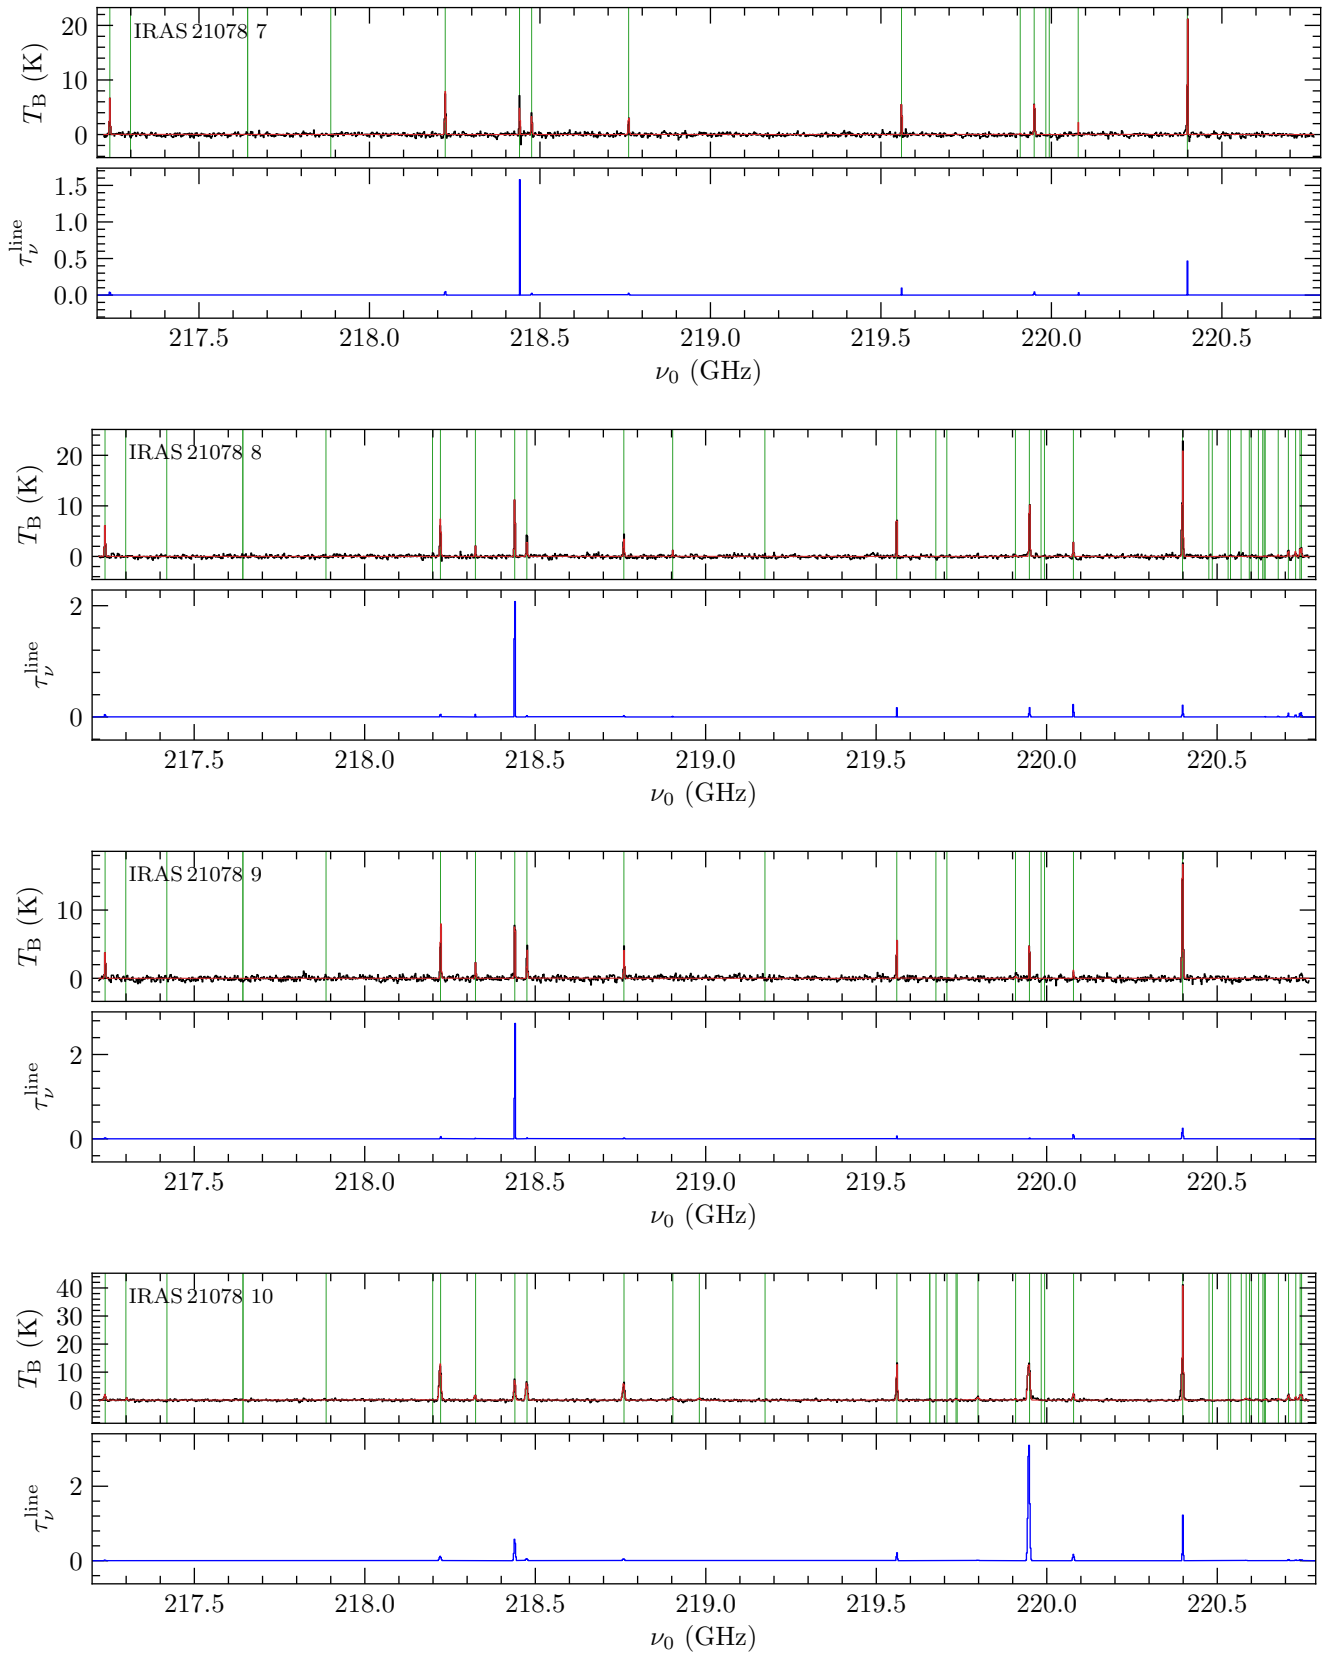 IRAS 21078 7
T_B (K)
20
10
0
τ_ν^line
1.5
1.0
0.5
0.0
217.5 218.0 218.5 219.0 219.5 220.0 220.5
ν_0 (GHz)
IRAS 21078 8
T_B (K)
20
10
0
τ_ν^line
2
0
217.5 218.0 218.5 219.0 219.5 220.0 220.5
ν_0 (GHz)
IRAS 21078 9
T_B (K)
10
0
τ_ν^line
2
0
217.5 218.0 218.5 219.0 219.5 220.0 220.5
ν_0 (GHz)
IRAS 21078 10
T_B (K)
40
30
20
10
0
τ_ν^line
2
0
217.5 218.0 218.5 219.0 219.5 220.0 220.5
ν_0 (GHz)